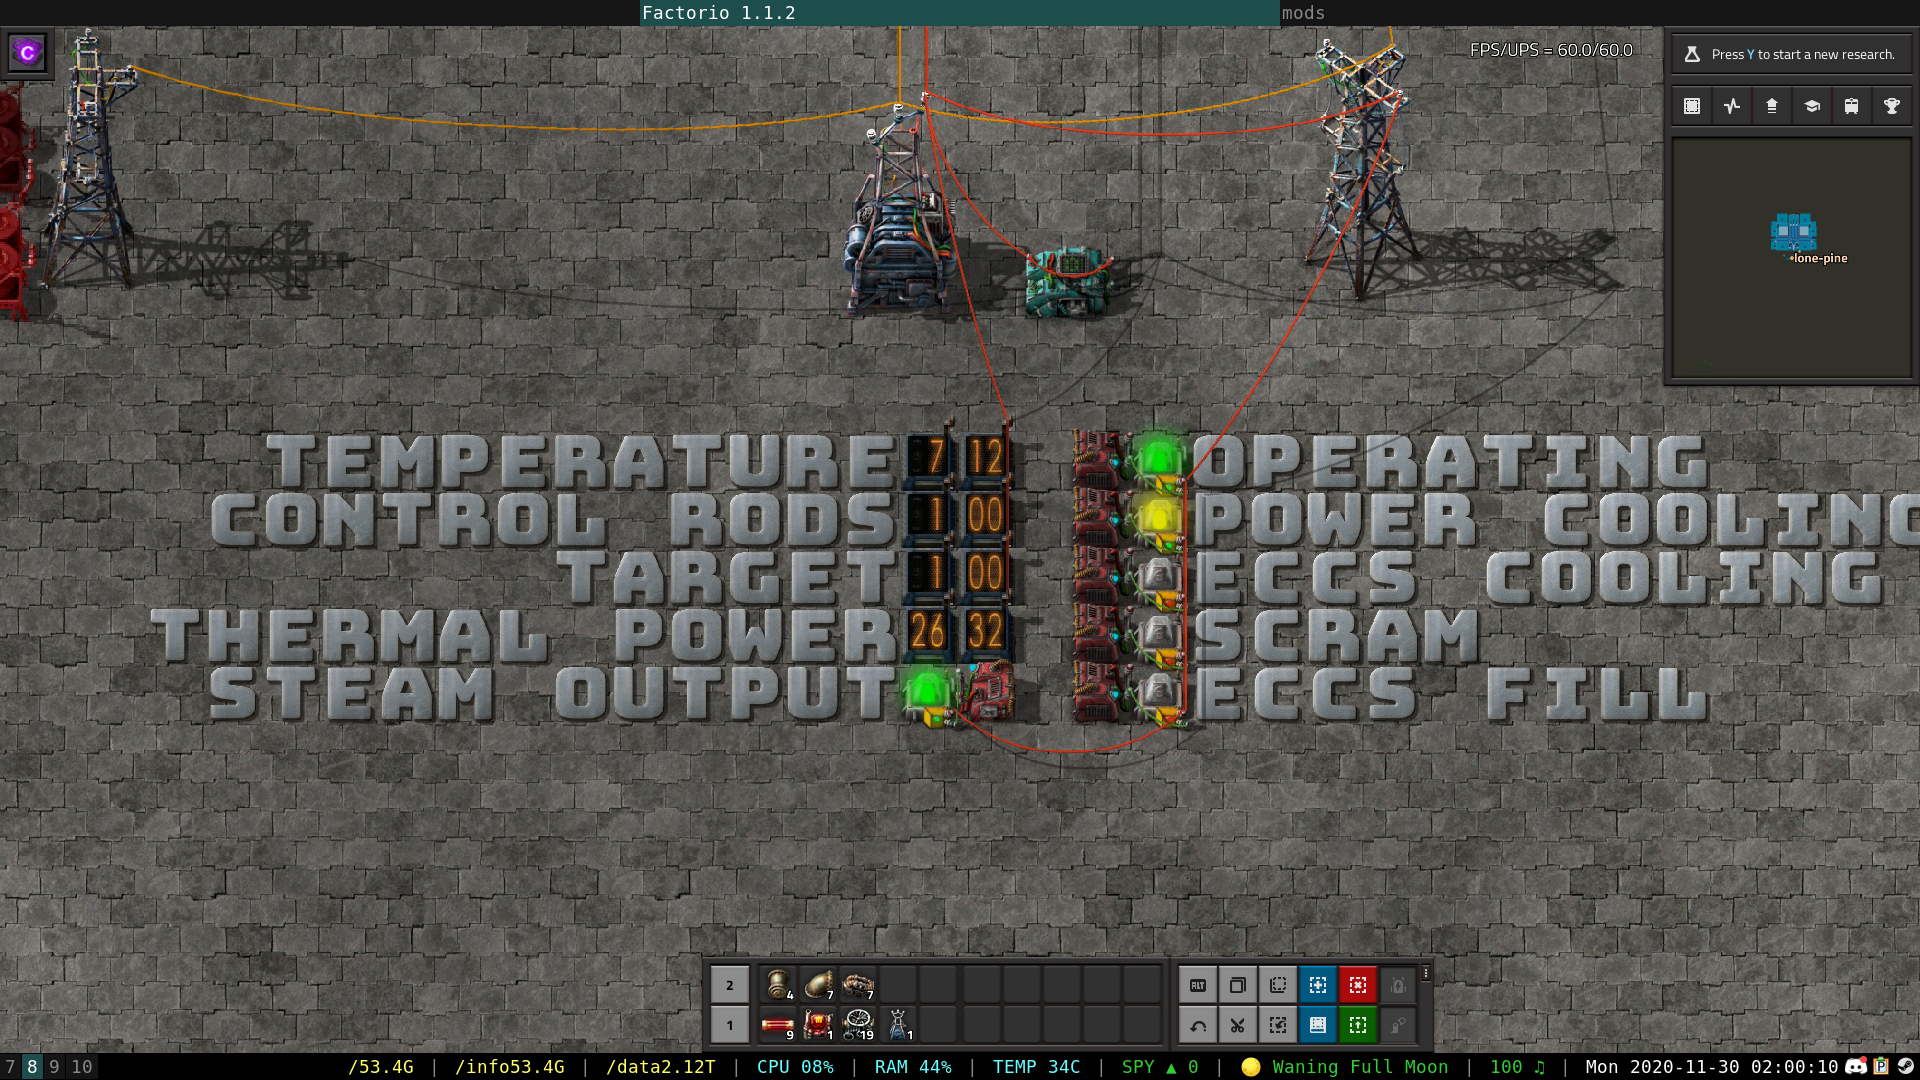 Factorio 1.1.2 mods
C
FPS/UPS = 60.0/60.0
Press Y to start a new research.
lone-pine
TEMPERATURE 7 12 OPERATING
CONTROL RODS 1 00 POWER COOLING
TARGET 1 00 ECCS COOLING
THERMAL POWER 26 32 SCRAM
STEAM OUTPUT ECCS FILL
2 4 7 7 ALT
1 9 1 19 1
7 8 9 10 /53.4G | /info53.4G | /data2.12T | CPU 08% | RAM 44% | TEMP 34C | SPY ▲ 0 | Waning Full Moon | 100 ♫ | Mon 2020-11-30 02:00:10